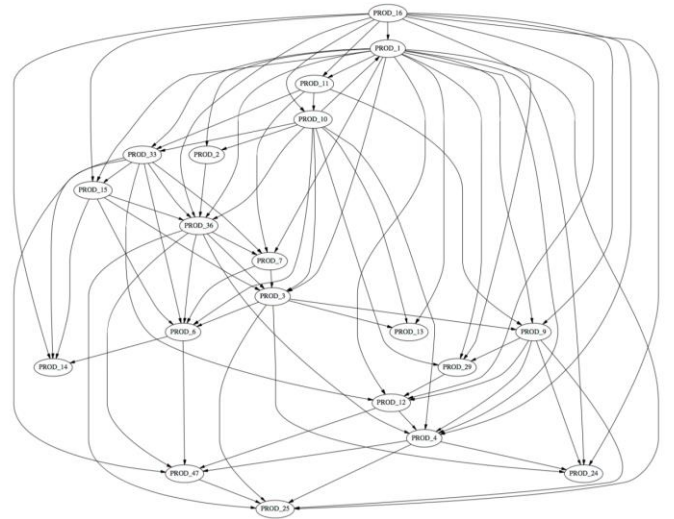 PROD_16
PROD_1
PROD_11
PROD_10
PROD_33
PROD_2
PROD_15
PROD_36
PROD_7
PROD_3
PROD_6
PROD_13
PROD_9
PROD_14
PROD_29
PROD_12
PROD_4
PROD_47
PROD_24
PROD_25